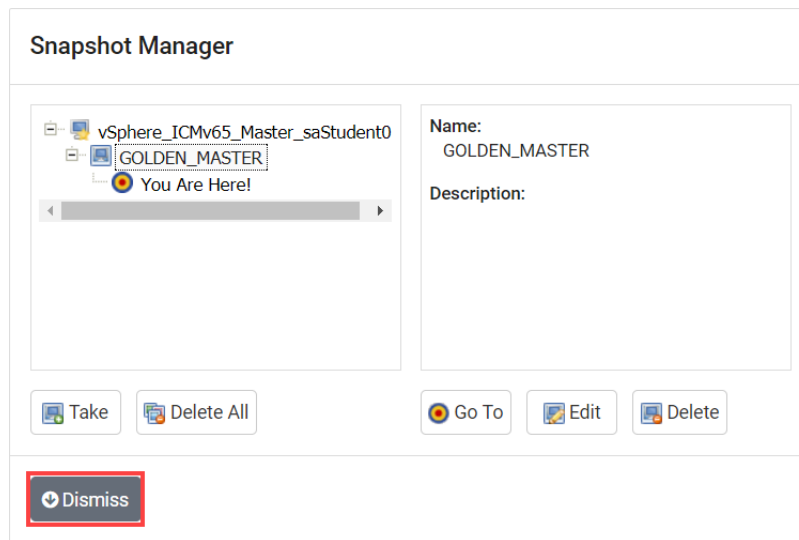 Snapshot Manager
vSphere_ICMv65_Master_saStudent0
GOLDEN_MASTER
You Are Here!
Name:
GOLDEN_MASTER
Description:
Take
Delete All
Go To
Edit
Delete
Dismiss